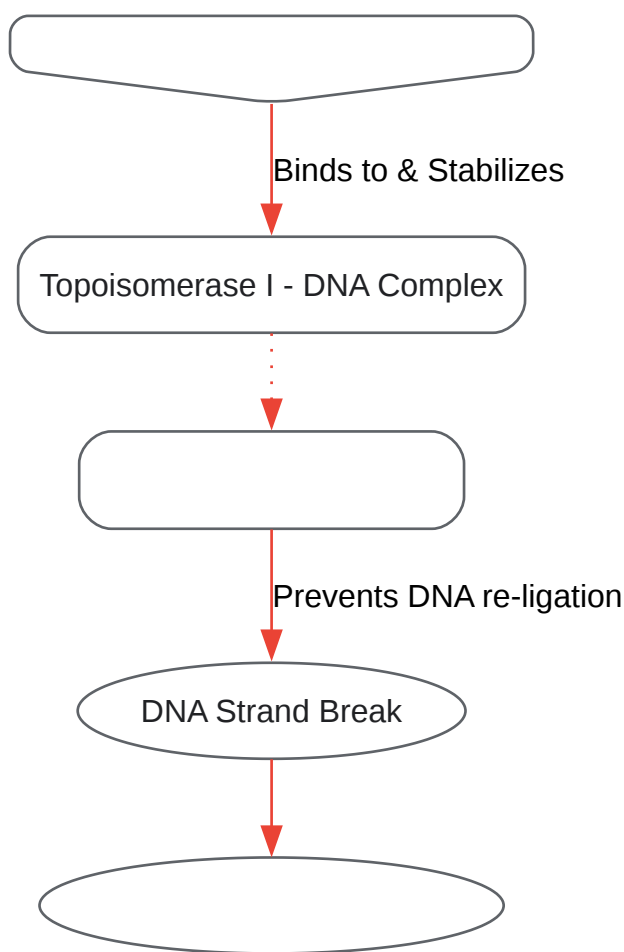 Binds to & Stabilizes
Topoisomerase I - DNA Complex
Prevents DNA re-ligation
DNA Strand Break